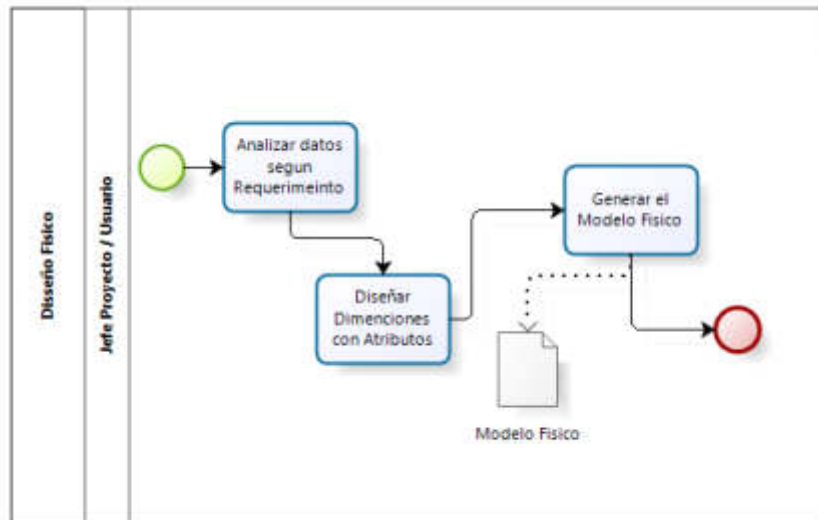 Disseño Fisico
Jefe Proyecto / Usuario
Analizar datos
segun
Requerimeinto
Diseñar
Dimenciones
con Atributos
Generar el
Modelo Fisico
Modelo Fisico